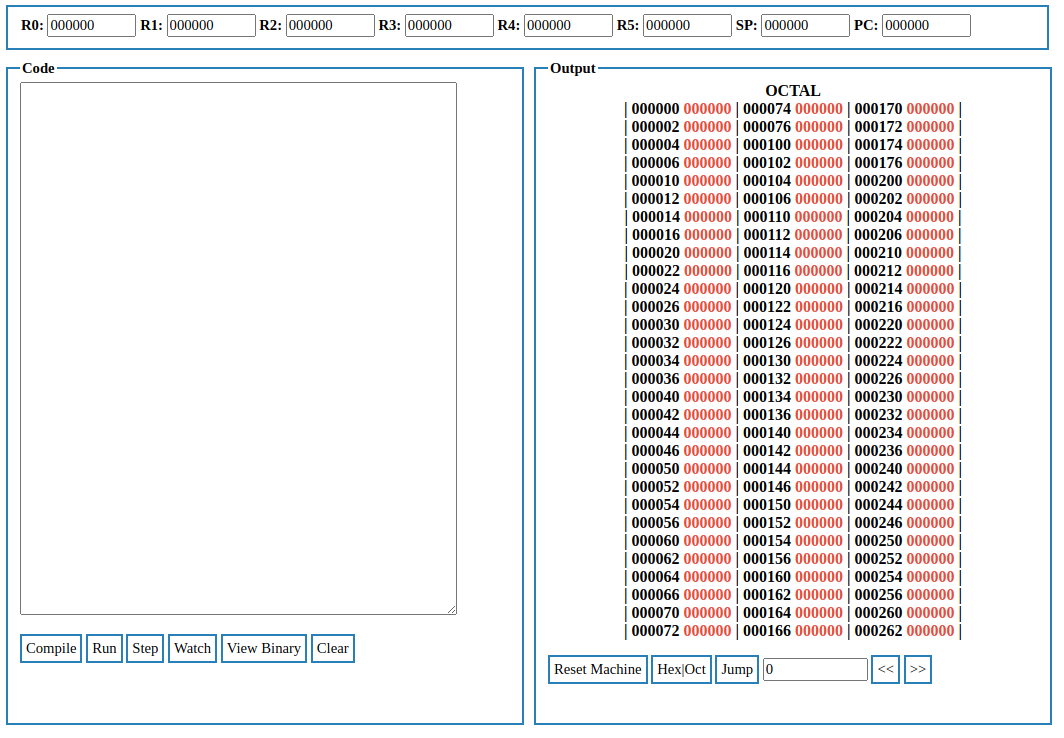 R0: 000000 R1: 000000 R2: 000000 R3: 000000 R4: 000000 R5: 000000 SP: 000000 PC: 000000
Code
Compile Run Step Watch View Binary Clear
Output
OCTAL
| 000000 000000 | 000074 000000 | 000170 000000 |
| 000002 000000 | 000076 000000 | 000172 000000 |
| 000004 000000 | 000100 000000 | 000174 000000 |
| 000006 000000 | 000102 000000 | 000176 000000 |
| 000010 000000 | 000104 000000 | 000200 000000 |
| 000012 000000 | 000106 000000 | 000202 000000 |
| 000014 000000 | 000110 000000 | 000204 000000 |
| 000016 000000 | 000112 000000 | 000206 000000 |
| 000020 000000 | 000114 000000 | 000210 000000 |
| 000022 000000 | 000116 000000 | 000212 000000 |
| 000024 000000 | 000120 000000 | 000214 000000 |
| 000026 000000 | 000122 000000 | 000216 000000 |
| 000030 000000 | 000124 000000 | 000220 000000 |
| 000032 000000 | 000126 000000 | 000222 000000 |
| 000034 000000 | 000130 000000 | 000224 000000 |
| 000036 000000 | 000132 000000 | 000226 000000 |
| 000040 000000 | 000134 000000 | 000230 000000 |
| 000042 000000 | 000136 000000 | 000232 000000 |
| 000044 000000 | 000140 000000 | 000234 000000 |
| 000046 000000 | 000142 000000 | 000236 000000 |
| 000050 000000 | 000144 000000 | 000240 000000 |
| 000052 000000 | 000146 000000 | 000242 000000 |
| 000054 000000 | 000150 000000 | 000244 000000 |
| 000056 000000 | 000152 000000 | 000246 000000 |
| 000060 000000 | 000154 000000 | 000250 000000 |
| 000062 000000 | 000156 000000 | 000252 000000 |
| 000064 000000 | 000160 000000 | 000254 000000 |
| 000066 000000 | 000162 000000 | 000256 000000 |
| 000070 000000 | 000164 000000 | 000260 000000 |
| 000072 000000 | 000166 000000 | 000262 000000 |
Reset Machine Hex|Oct Jump 0 << >>